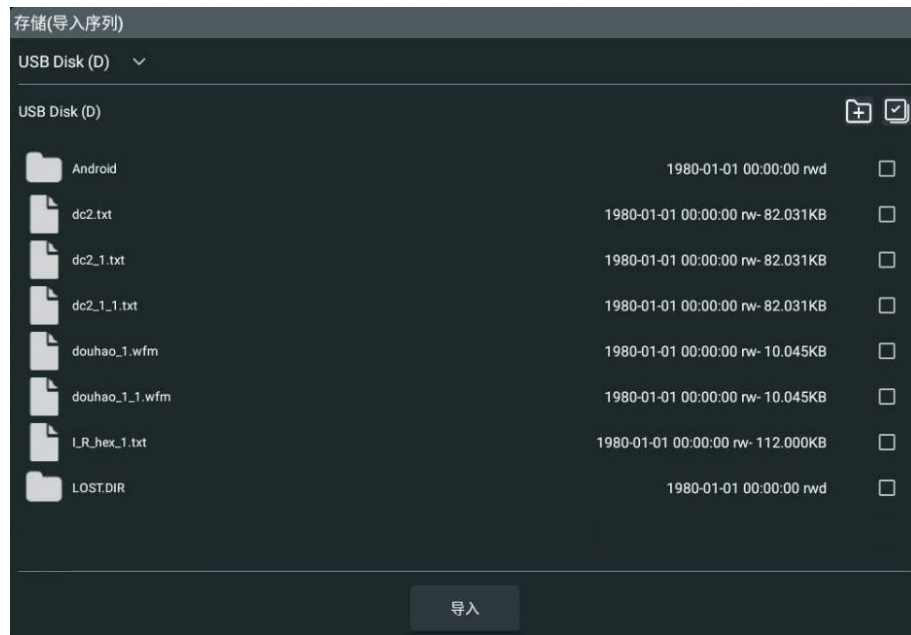 存储(导入序列)
USB Disk (D)
USB Disk (D)
Android 1980-01-01 00:00:00 rwd
dc2.txt 1980-01-01 00:00:00 rw- 82.031KB
dc2_1.txt 1980-01-01 00:00:00 rw- 82.031KB
dc2_1_1.txt 1980-01-01 00:00:00 rw- 82.031KB
douhao_1.wfm 1980-01-01 00:00:00 rw- 10.045KB
douhao_1_1.wfm 1980-01-01 00:00:00 rw- 10.045KB
I_R_hex_1.txt 1980-01-01 00:00:00 rw- 112.000KB
LOST.DIR 1980-01-01 00:00:00 rwd
导入